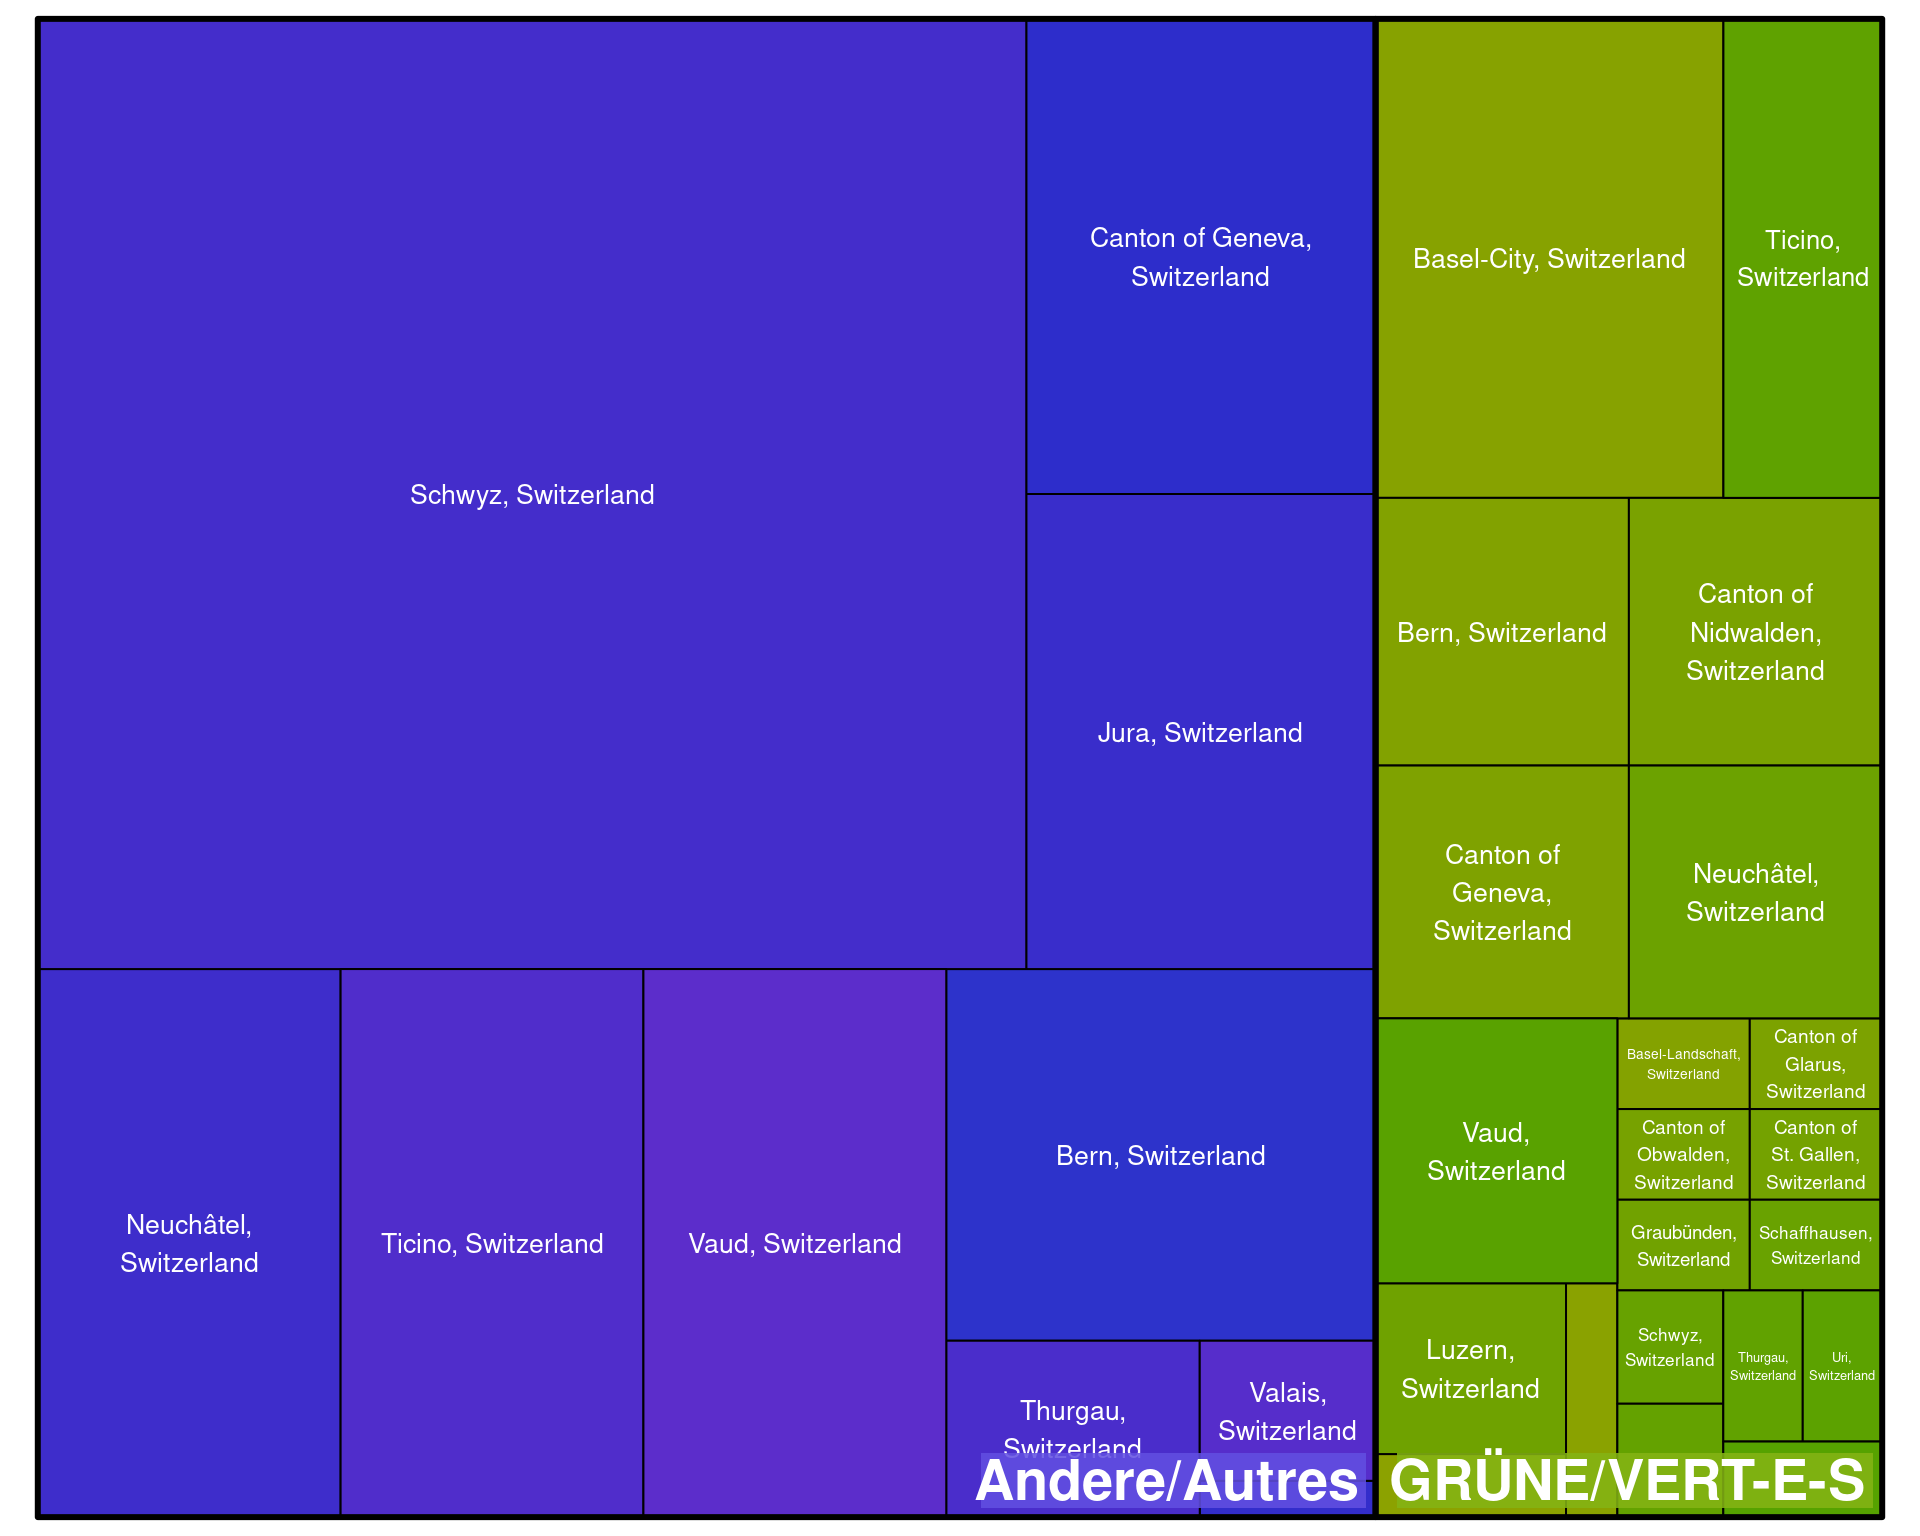 Schwyz, Switzerland
Canton of Geneva,
Switzerland
Jura, Switzerland
Neuchâtel,
Switzerland
Ticino, Switzerland
Vaud, Switzerland
Bern, Switzerland
Thurgau,
Switzerland
Valais,
Switzerland
Andere/Autres
Basel-City, Switzerland
Ticino,
Switzerland
Bern, Switzerland
Canton of
Nidwalden,
Switzerland
Canton of
Geneva,
Switzerland
Neuchâtel,
Switzerland
Vaud,
Switzerland
Basel-Landschaft,
Switzerland
Canton of
Glarus,
Switzerland
Canton of
Obwalden,
Switzerland
Canton of
St. Gallen,
Switzerland
Graubünden,
Switzerland
Schaffhausen,
Switzerland
Luzern,
Switzerland
Schwyz,
Switzerland
Thurgau,
Switzerland
Uri,
Switzerland
GRÜNE/VERT-E-S